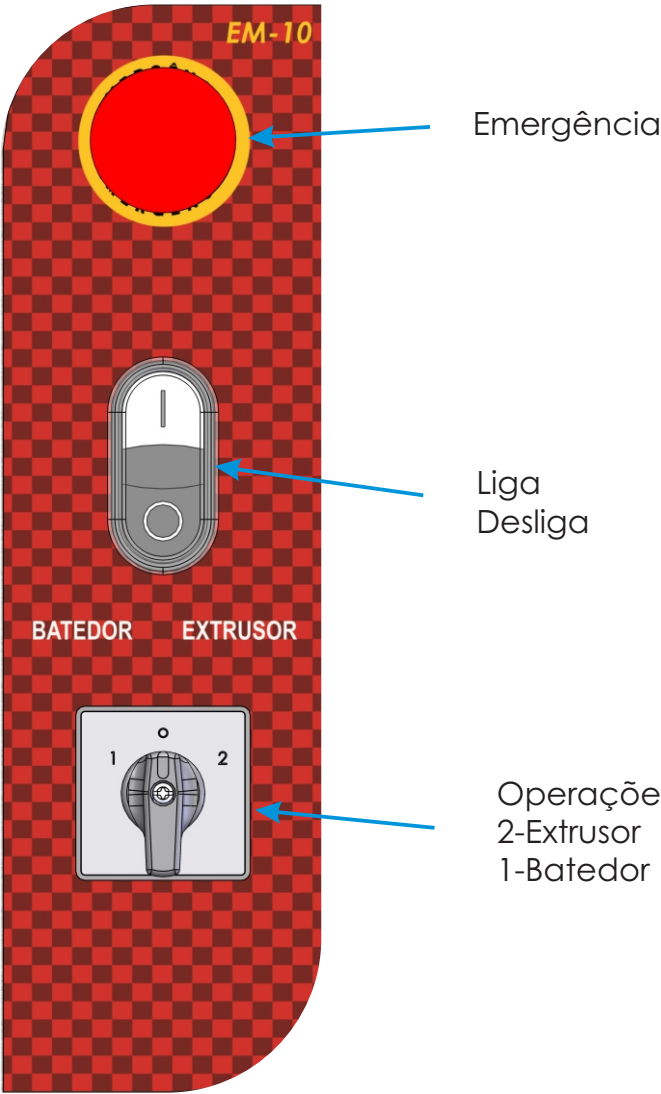 EM-10
Emergência
Liga
Desliga
BATEDOR EXTRUSOR
O
1 2
Operaçõe
2-Extrusor
1-Batedor